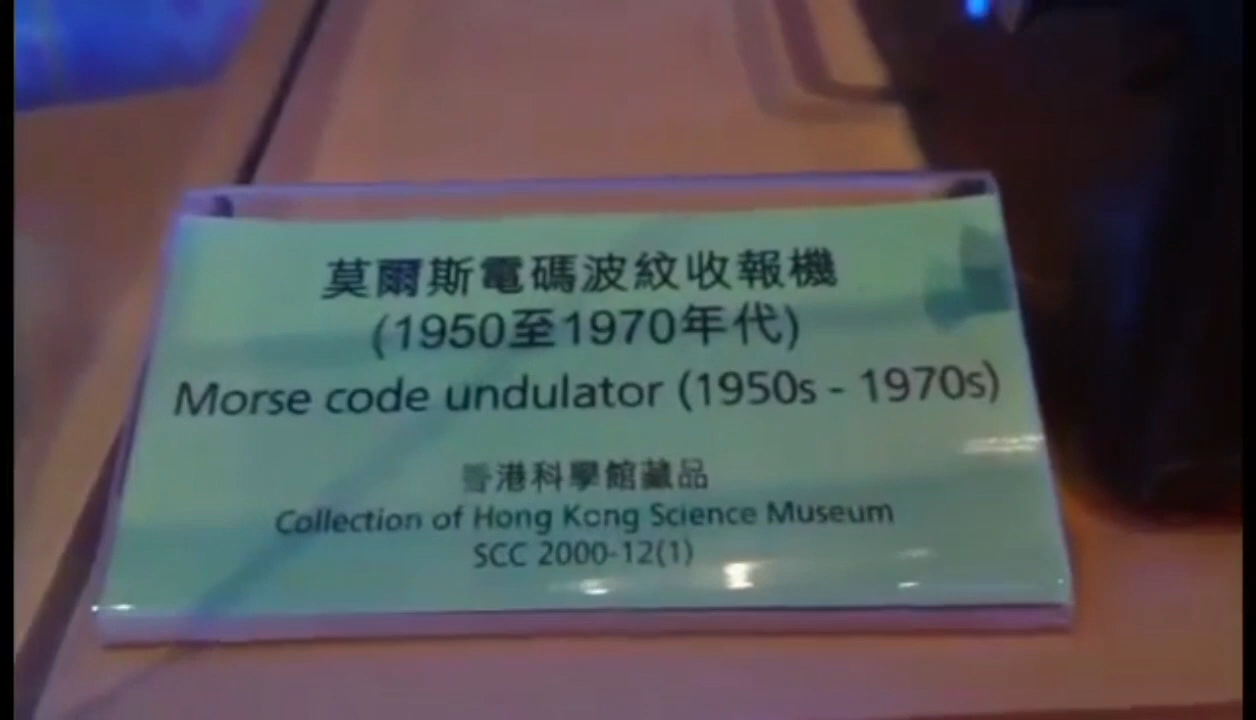 莫爾斯電碼波紋收報機
(1950至1970年代)
Morse code undulator (1950s - 1970s)
香港科學館藏品
Collection of Hong Kong Science Museum
SCC 2000-12(1)